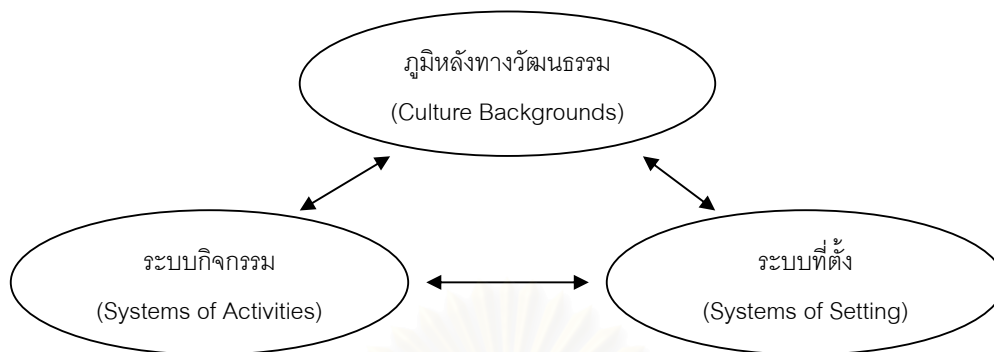 ภูมิหลังทางวัฒนธรรม
(Culture Backgrounds)
ระบบกิจกรรม
(Systems of Activities)
ระบบที่ตั้ง
(Systems of Setting)